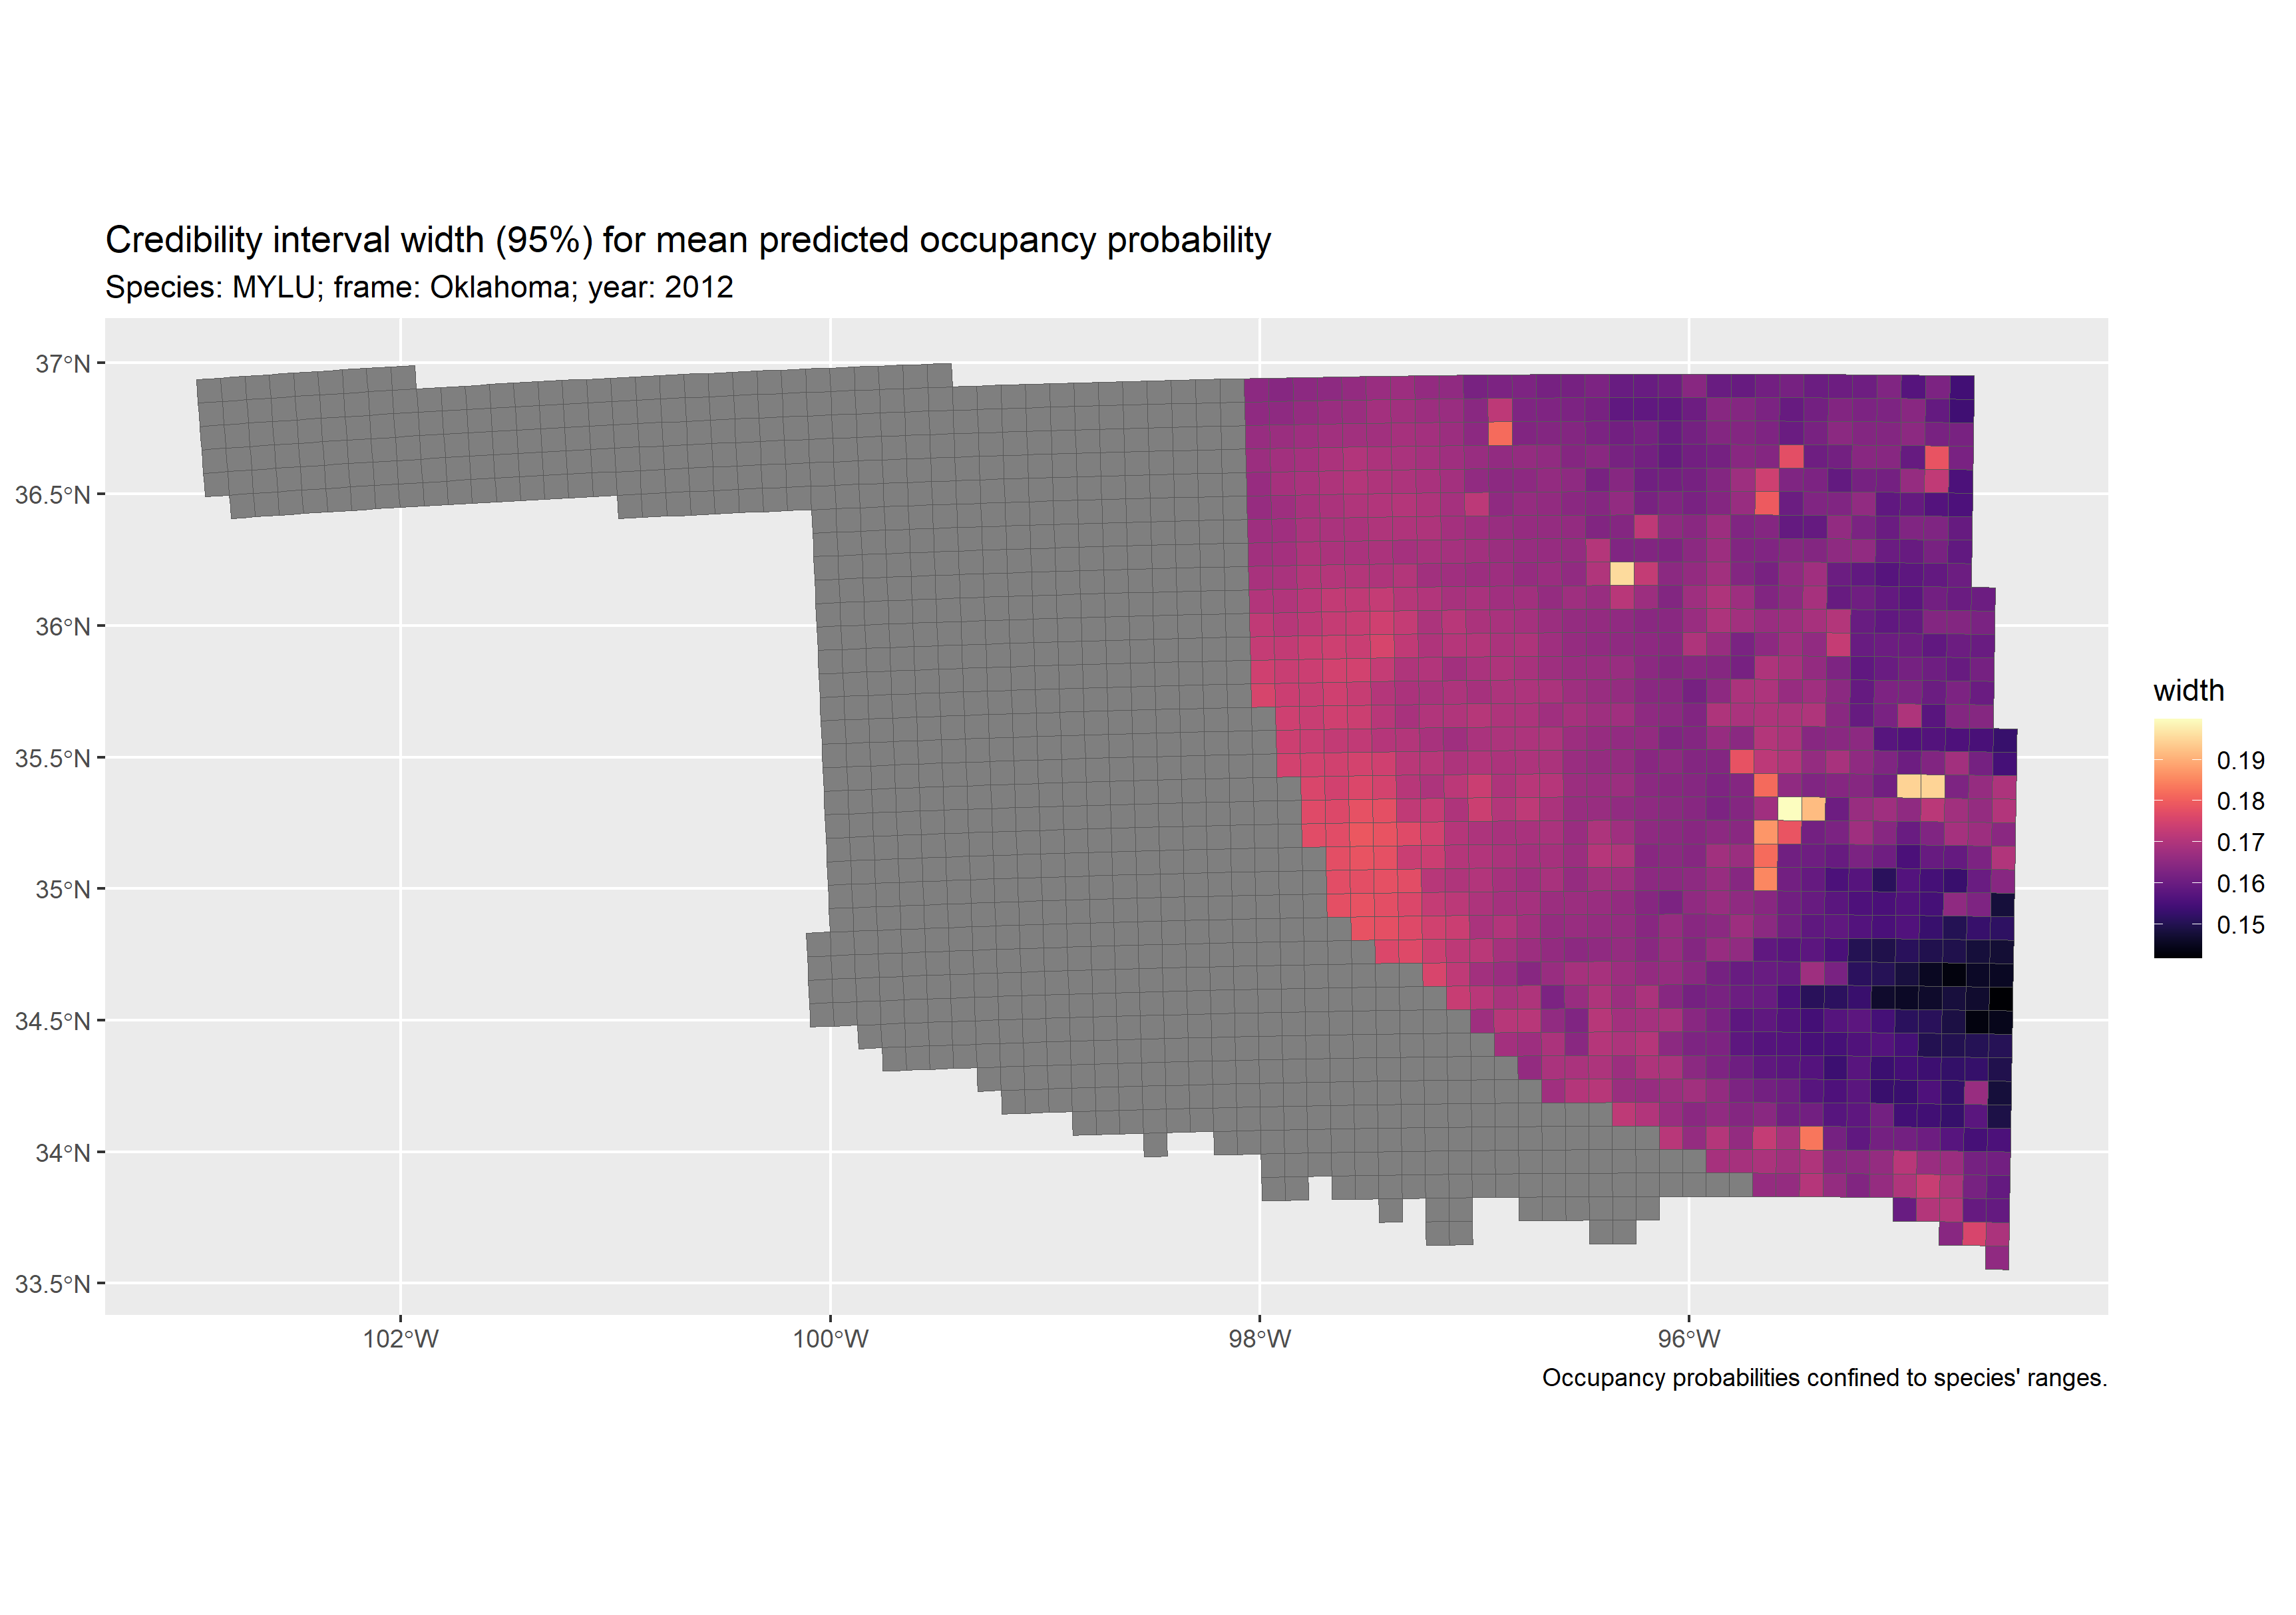 Credibility interval width (95%) for mean predicted occupancy probability
Species: MYLU; frame: Oklahoma; year: 2012
37°N
36.5°N
36°N
35.5°N
35°N
34.5°N
34°N
33.5°N
102°W
100°W
98°W
96°W
width
0.19
0.18
0.17
0.16
0.15
Occupancy probabilities confined to species' ranges.